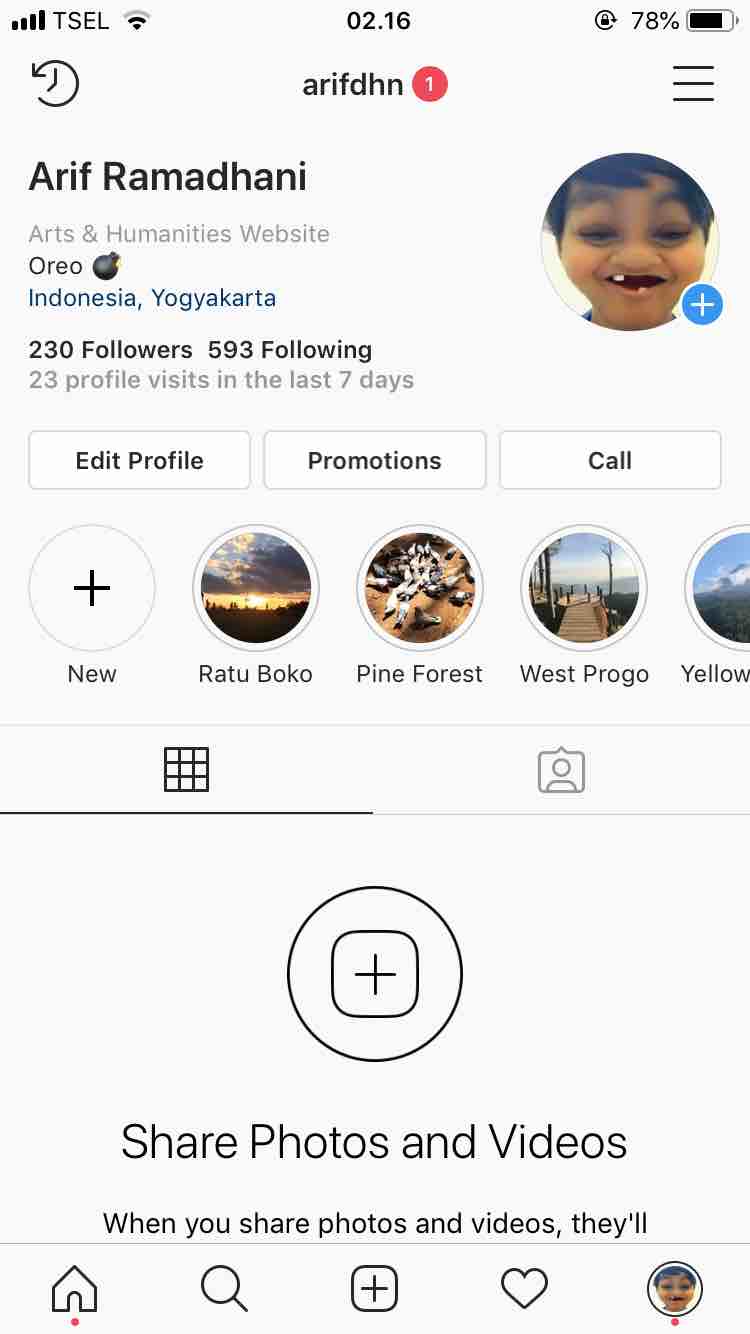 TSEL 02.16 78%
arifdhn 1
Arif Ramadhani
Arts & Humanities Website
Oreo 💣
Indonesia, Yogyakarta
230 Followers 593 Following
23 profile visits in the last 7 days
Edit Profile Promotions Call
New Ratu Boko Pine Forest West Progo Yellow
Share Photos and Videos
When you share photos and videos, they'll